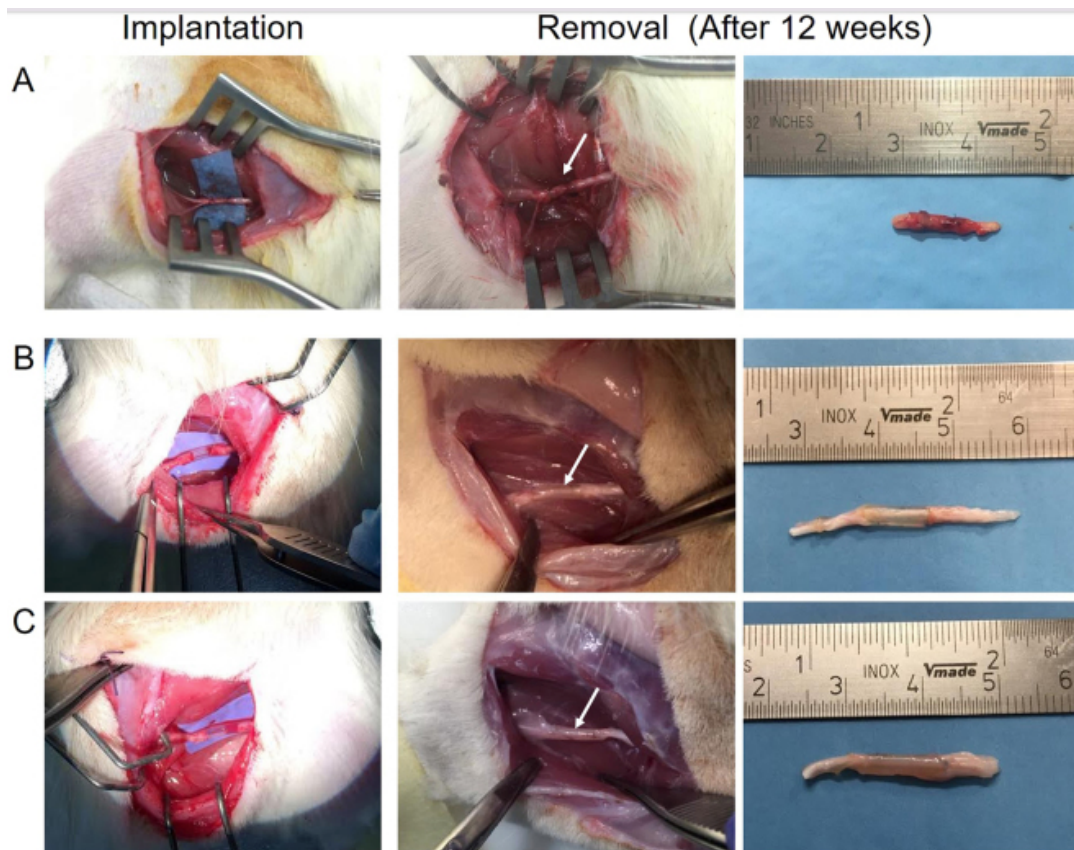 Implantation Removal (After 12 weeks)
A
32 INCHES 1 INOX Vmade 2
1 2 3 4 5
B
1 INOX Vmade 2 64
3 4 5 6
C
S 1 INOX Vmade 2 64
2 3 4 5 6